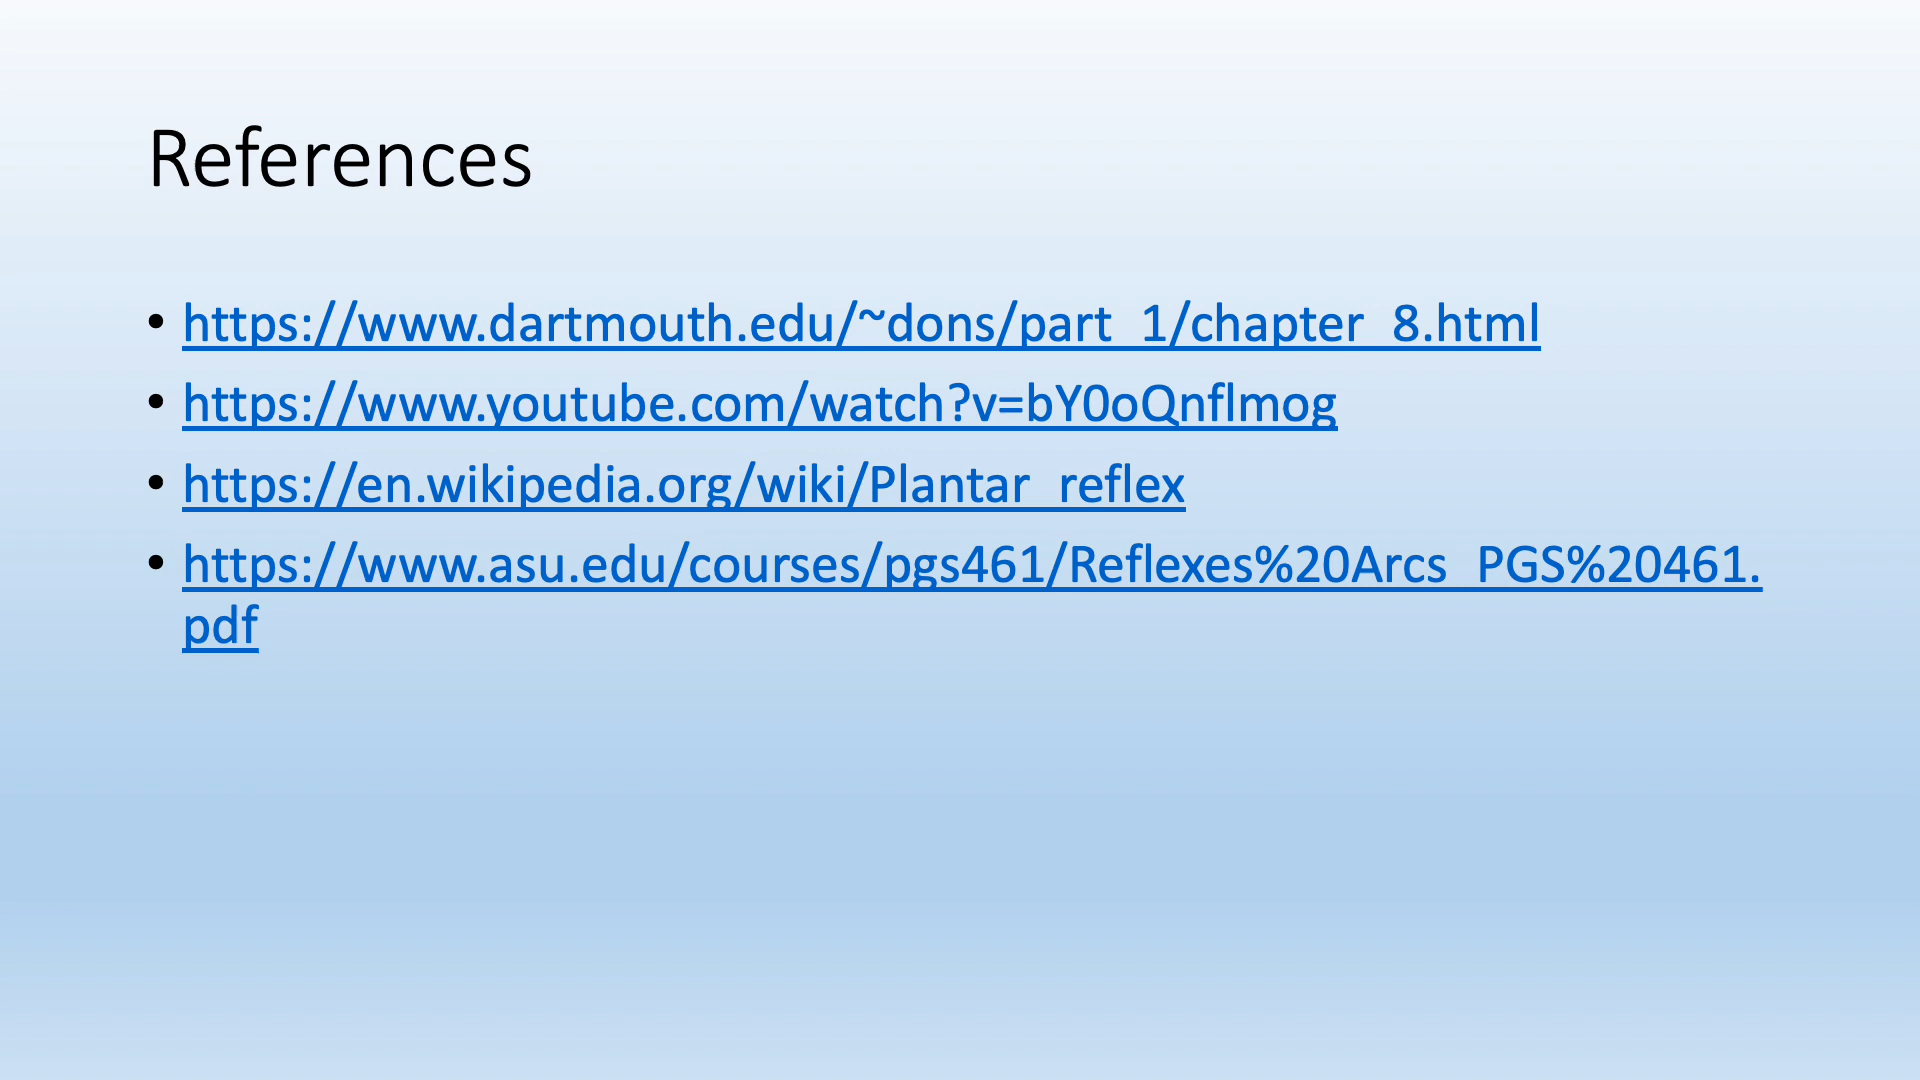 References
• https://www.dartmouth.edu/~dons/part_1/chapter_8.html
• https://www.youtube.com/watch?v=bY0oQnflmog
• https://en.wikipedia.org/wiki/Plantar_reflex
• https://www.asu.edu/courses/pgs461/Reflexes%20Arcs_PGS%20461.
pdf